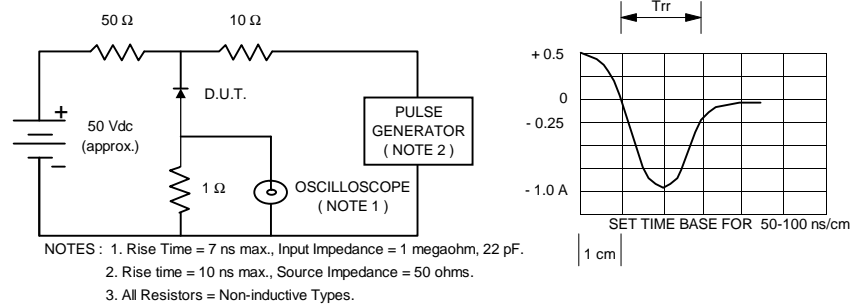 50 Ω
10 Ω
D.U.T.
+
50 Vdc
(approx.)
−
1 Ω
PULSE
GENERATOR
( NOTE 2 )
OSCILLOSCOPE
( NOTE 1 )
Trr
+ 0.5
0
- 0.25
- 1.0 A
SET TIME BASE FOR 50-100 ns/cm
1 cm
NOTES : 1. Rise Time = 7 ns max., Input Impedance = 1 megaohm, 22 pF.
2. Rise time = 10 ns max., Source Impedance = 50 ohms.
3. All Resistors = Non-inductive Types.